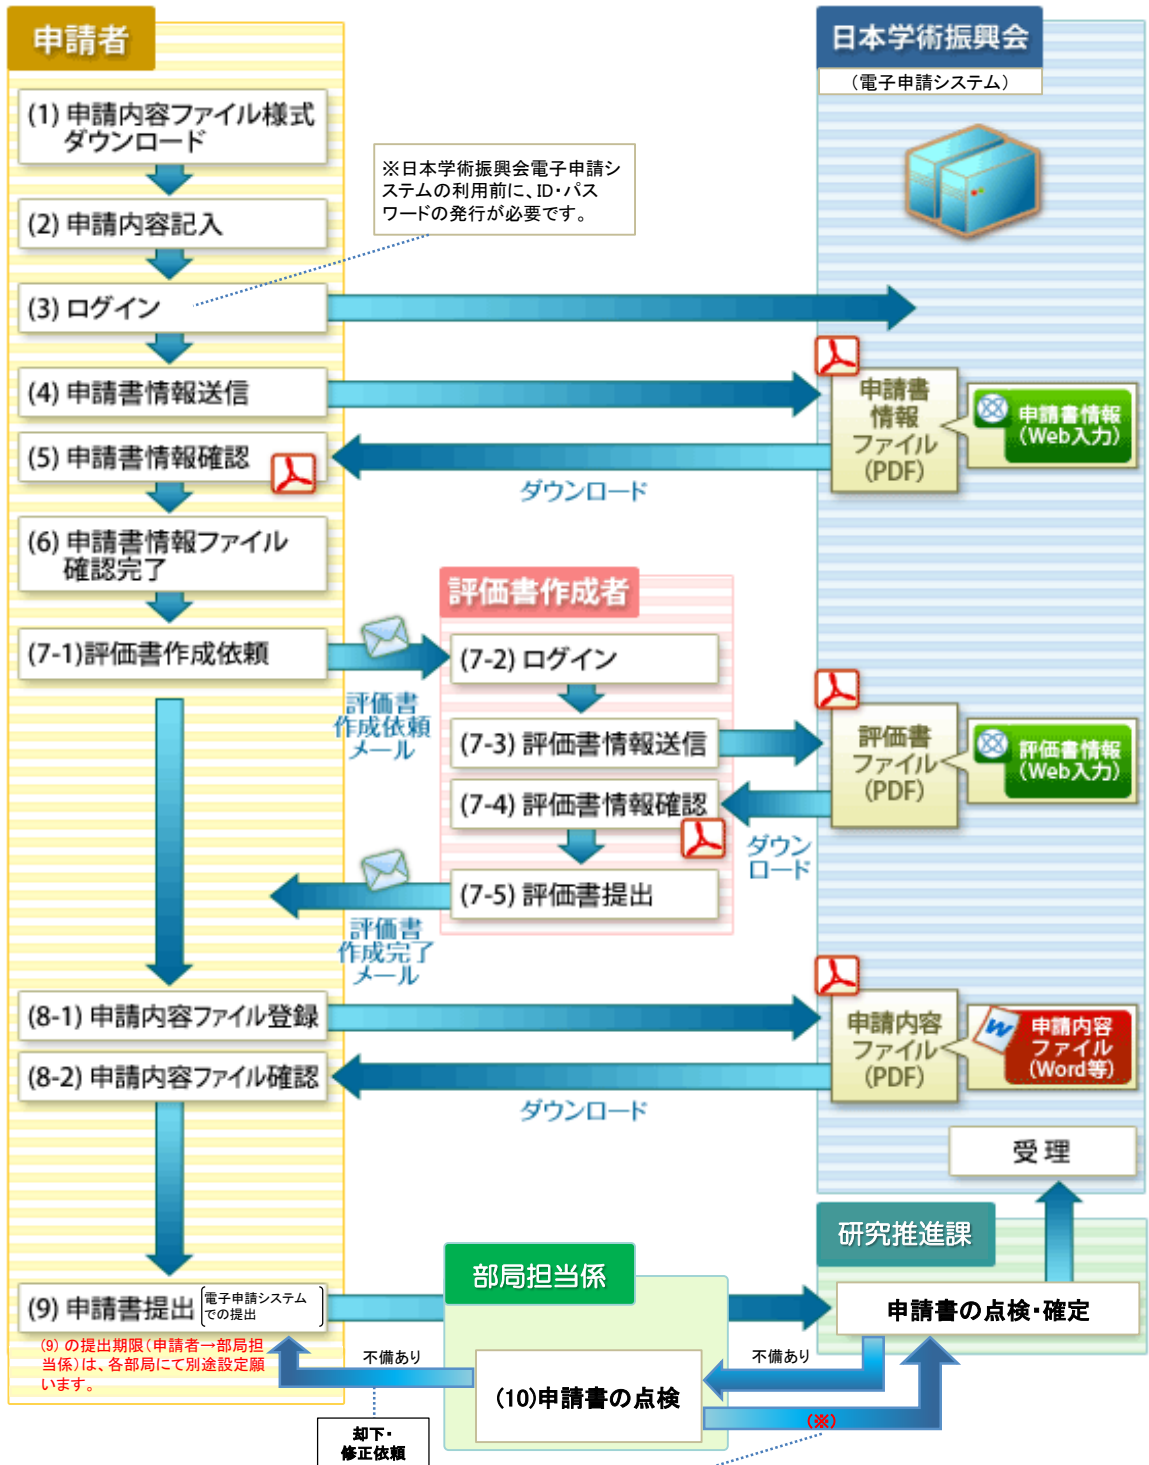 申請者
日本学術振興会
（電子申請システム）
(1) 申請内容ファイル様式
ダウンロード
※日本学術振興会電子申請シ
ステムの利用前に、ID・パス
ワードの発行が必要です。
(2) 申請内容記入
(3) ログイン
(4) 申請書情報送信
申請書
情報
ファイル
(PDF)
申請書情報
（Web入力）
(5) 申請書情報確認
ダウンロード
(6) 申請書情報ファイル
確認完了
評価書作成者
(7-1)評価書作成依頼
評価書
作成依頼
メール
(7-2) ログイン
(7-3) 評価書情報送信
評価書
ファイル
(PDF)
評価書情報
（Web入力）
(7-4) 評価書情報確認
ダウン
ロード
(7-5) 評価書提出
評価書
作成完了
メール
(8-1) 申請内容ファイル登録
申請内容
ファイル
(PDF)
W
申請内容
ファイル
(Word等)
(8-2) 申請内容ファイル確認
ダウンロード
受 理
研究推進課
部局担当係
(9) 申請書提出
電子申請システム
での提出
申請書の点検・確定
(9) の提出期限（申請者→部局担
当係）は、各部局にて別途設定願
います。
不備あり
不備あり
(10)申請書の点検
(※)
却下・
修正依頼